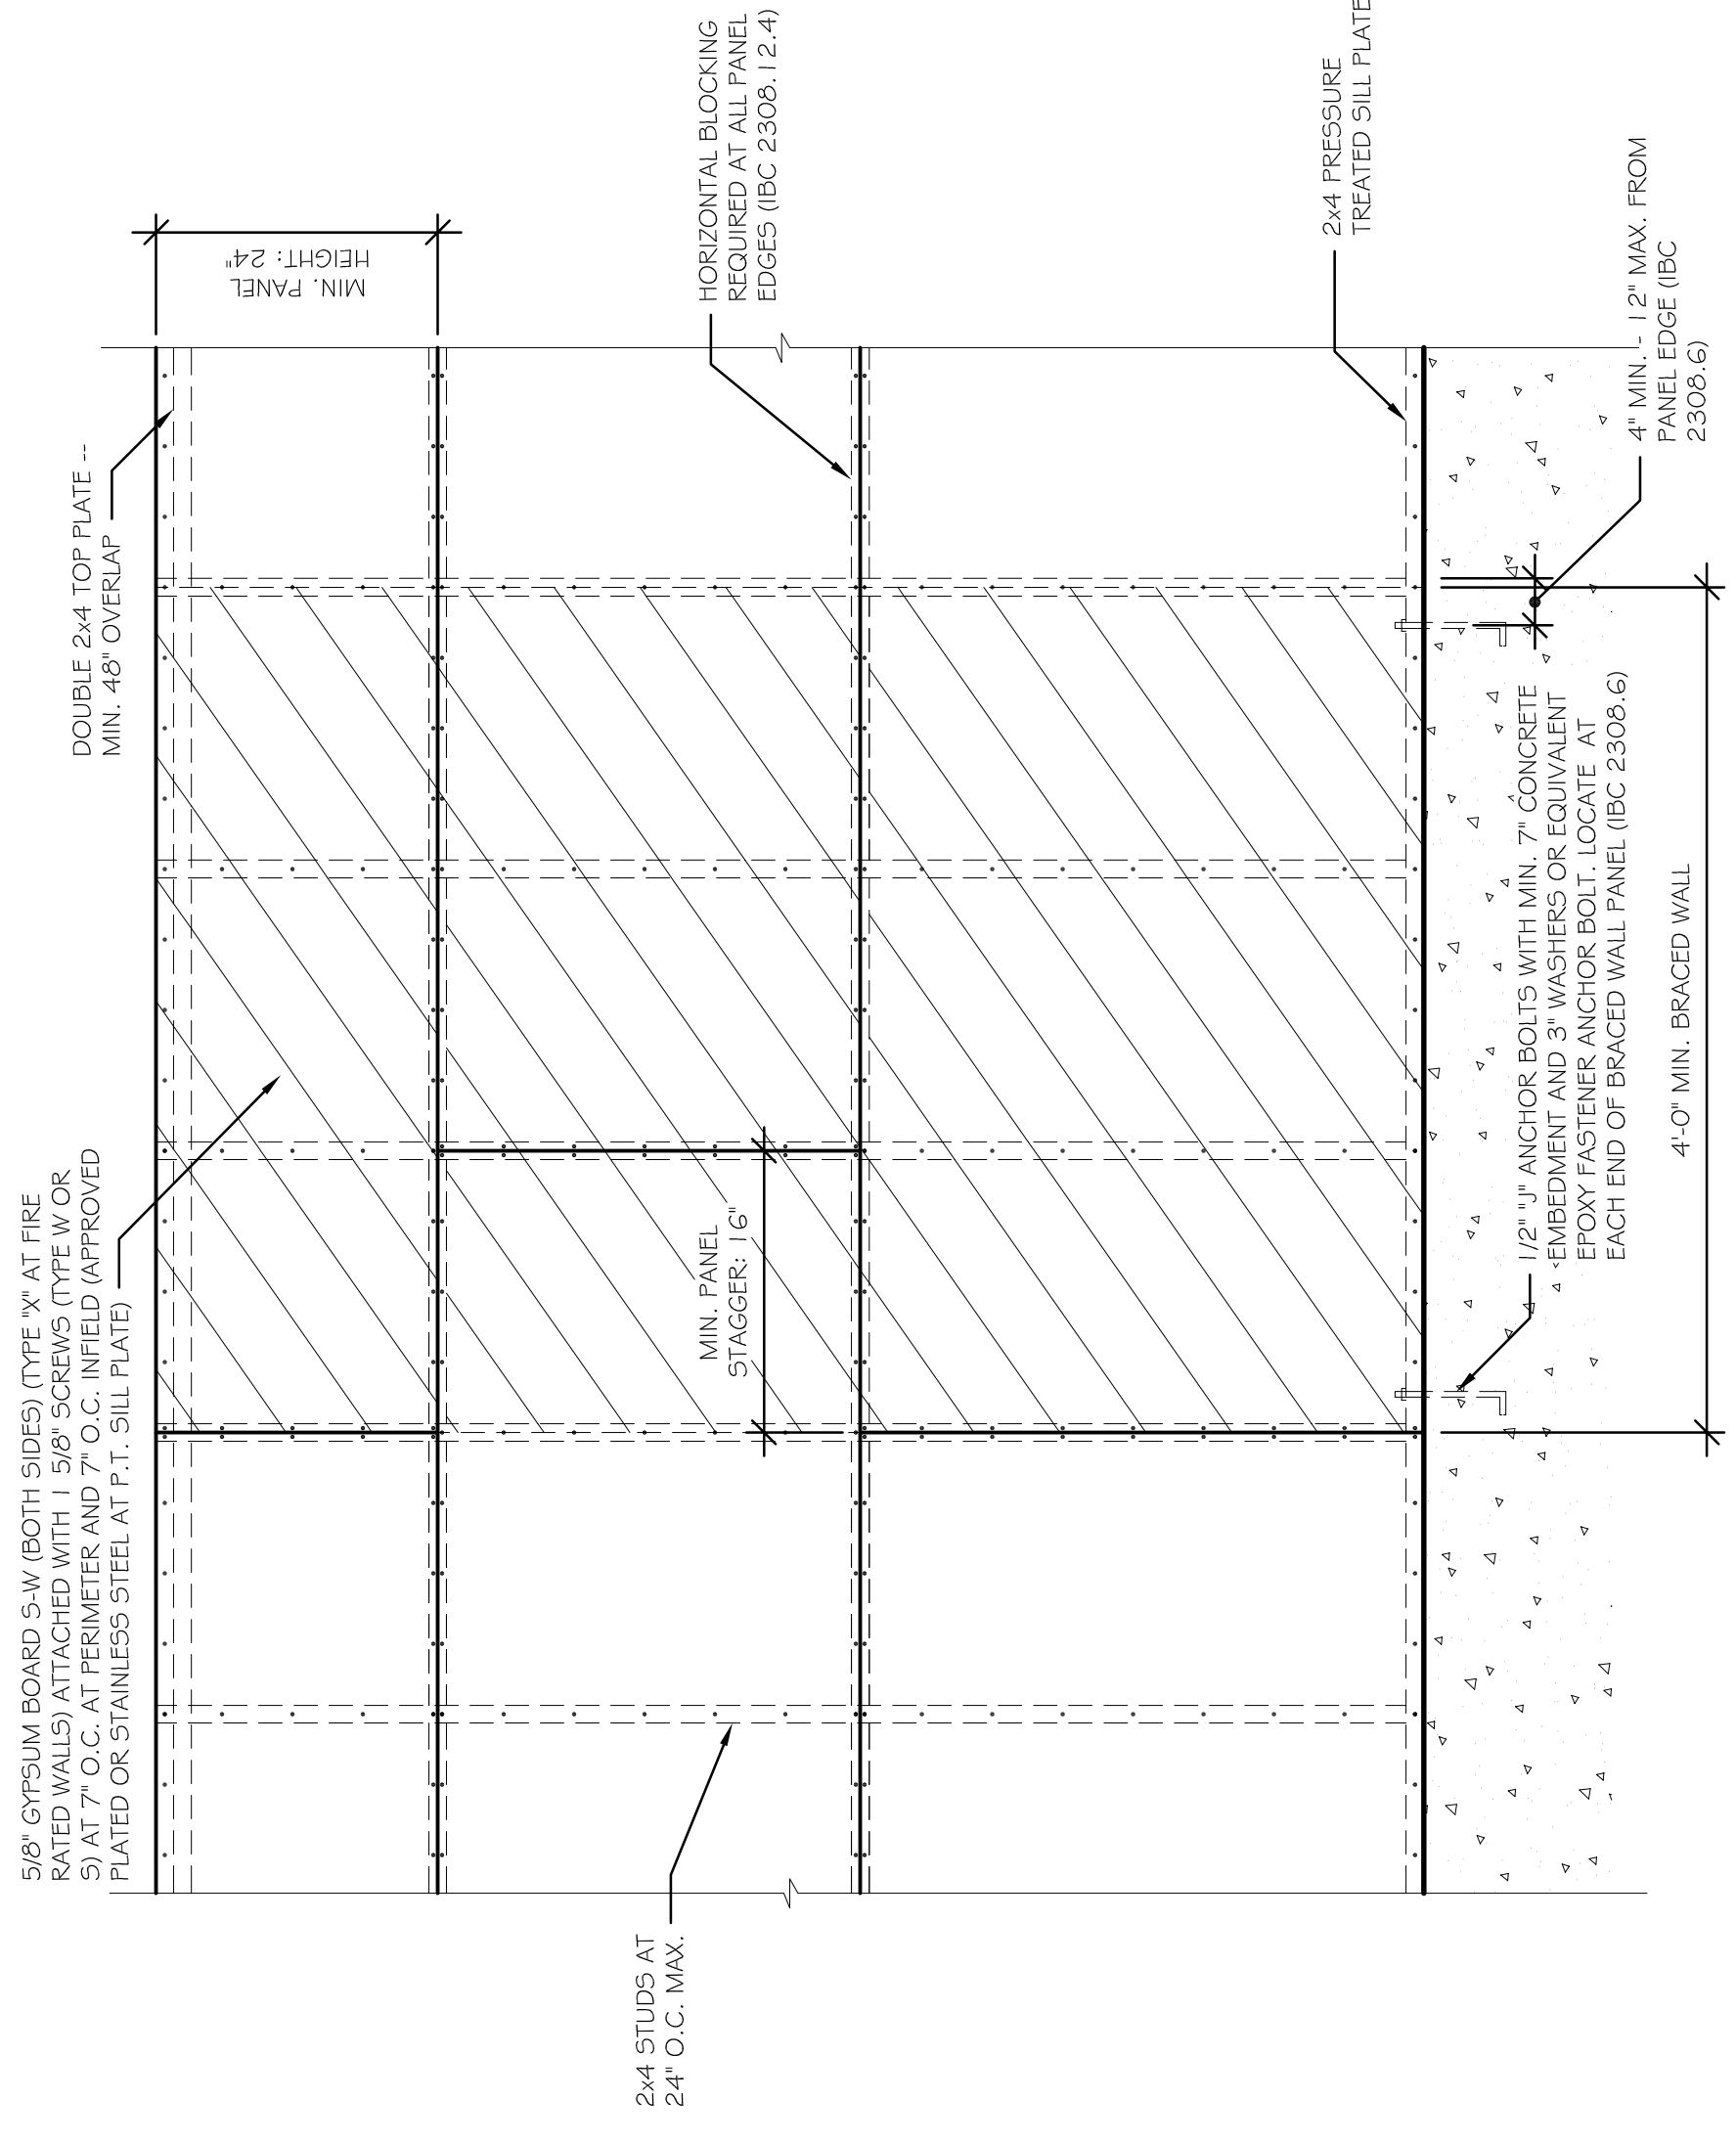 5/8" GYPSUM BOARD S-W (BOTH SIDES) (TYPE "X" AT FIRE
RATED WALLS) ATTACHED WITH 1 5/8" SCREWS (TYPE W OR
S) AT 7" O.C. AT PERIMETER AND 7" O.C. INFIELD (APPROVED
PLATED OR STAINLESS STEEL AT P.T. SILL PLATE)
DOUBLE 2x4 TOP PLATE --
MIN. 48" OVERLAP
MIN. PANEL
HEIGHT: 24"
2x4 STUDS AT
24" O.C. MAX.
MIN. PANEL
STAGGER: 16"
HORIZONTAL BLOCKING
REQUIRED AT ALL PANEL
EDGES (IBC 2308.12.4)
2x4 PRESSURE
TREATED SILL PLATE
1/2" "J" ANCHOR BOLTS WITH MIN. 7" CONCRETE
EMBEDMENT AND 3" WASHERS OR EQUIVALENT
EPOXY FASTENER ANCHOR BOLT. LOCATE AT
EACH END OF BRACED WALL PANEL (IBC 2308.6)
4" MIN. - 12" MAX. FROM
PANEL EDGE (IBC
2308.6)
4'-0" MIN. BRACED WALL